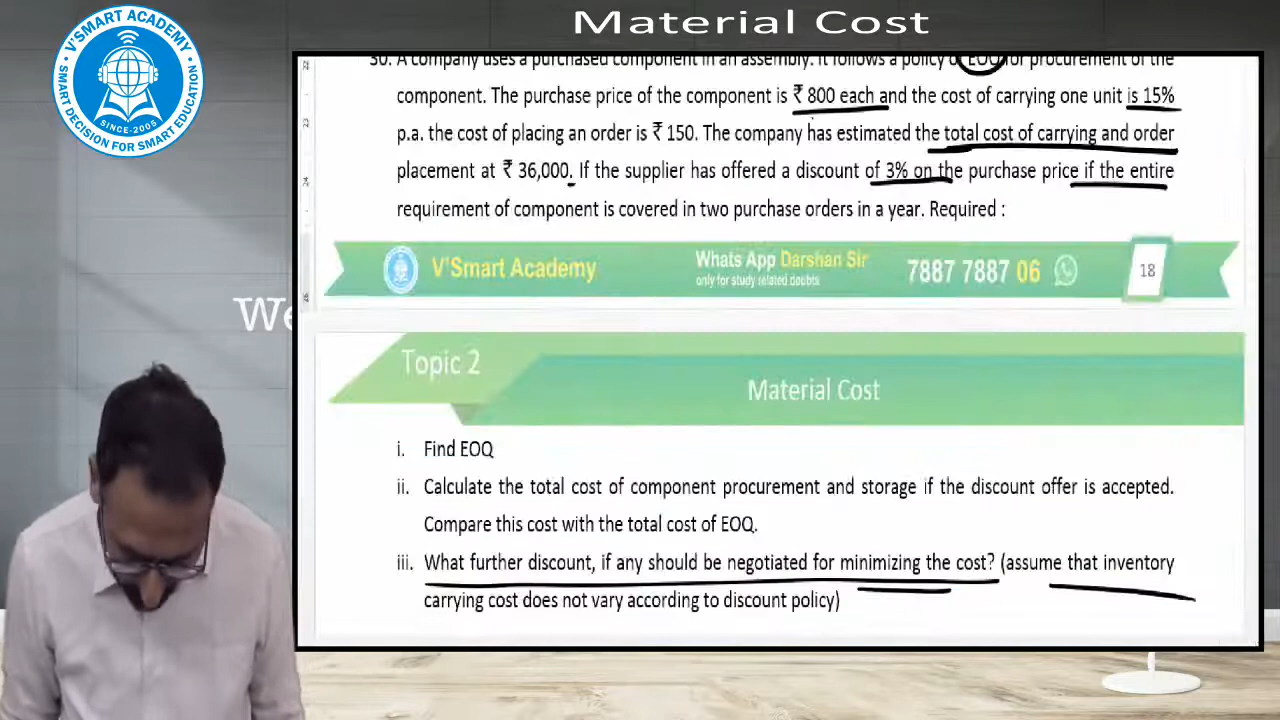 Material Cost
V'SMART ACADEMY
SMART DECISION FOR SMART EDUCATION
SINCE-2005
30. A company uses a purchased component in an assembly. It follows a policy of EOQ for procurement of the
component. The purchase price of the component is ₹ 800 each and the cost of carrying one unit is 15%
p.a. the cost of placing an order is ₹ 150. The company has estimated the total cost of carrying and order
placement at ₹ 36,000. If the supplier has offered a discount of 3% on the purchase price if the entire
requirement of component is covered in two purchase orders in a year. Required :
V'Smart Academy
Whats App Darshan Sir
only for study related doubts
7887 7887 06
18
We
Topic 2
Material Cost
i. Find EOQ
ii. Calculate the total cost of component procurement and storage if the discount offer is accepted.
Compare this cost with the total cost of EOQ.
iii. What further discount, if any should be negotiated for minimizing the cost? (assume that inventory
carrying cost does not vary according to discount policy)